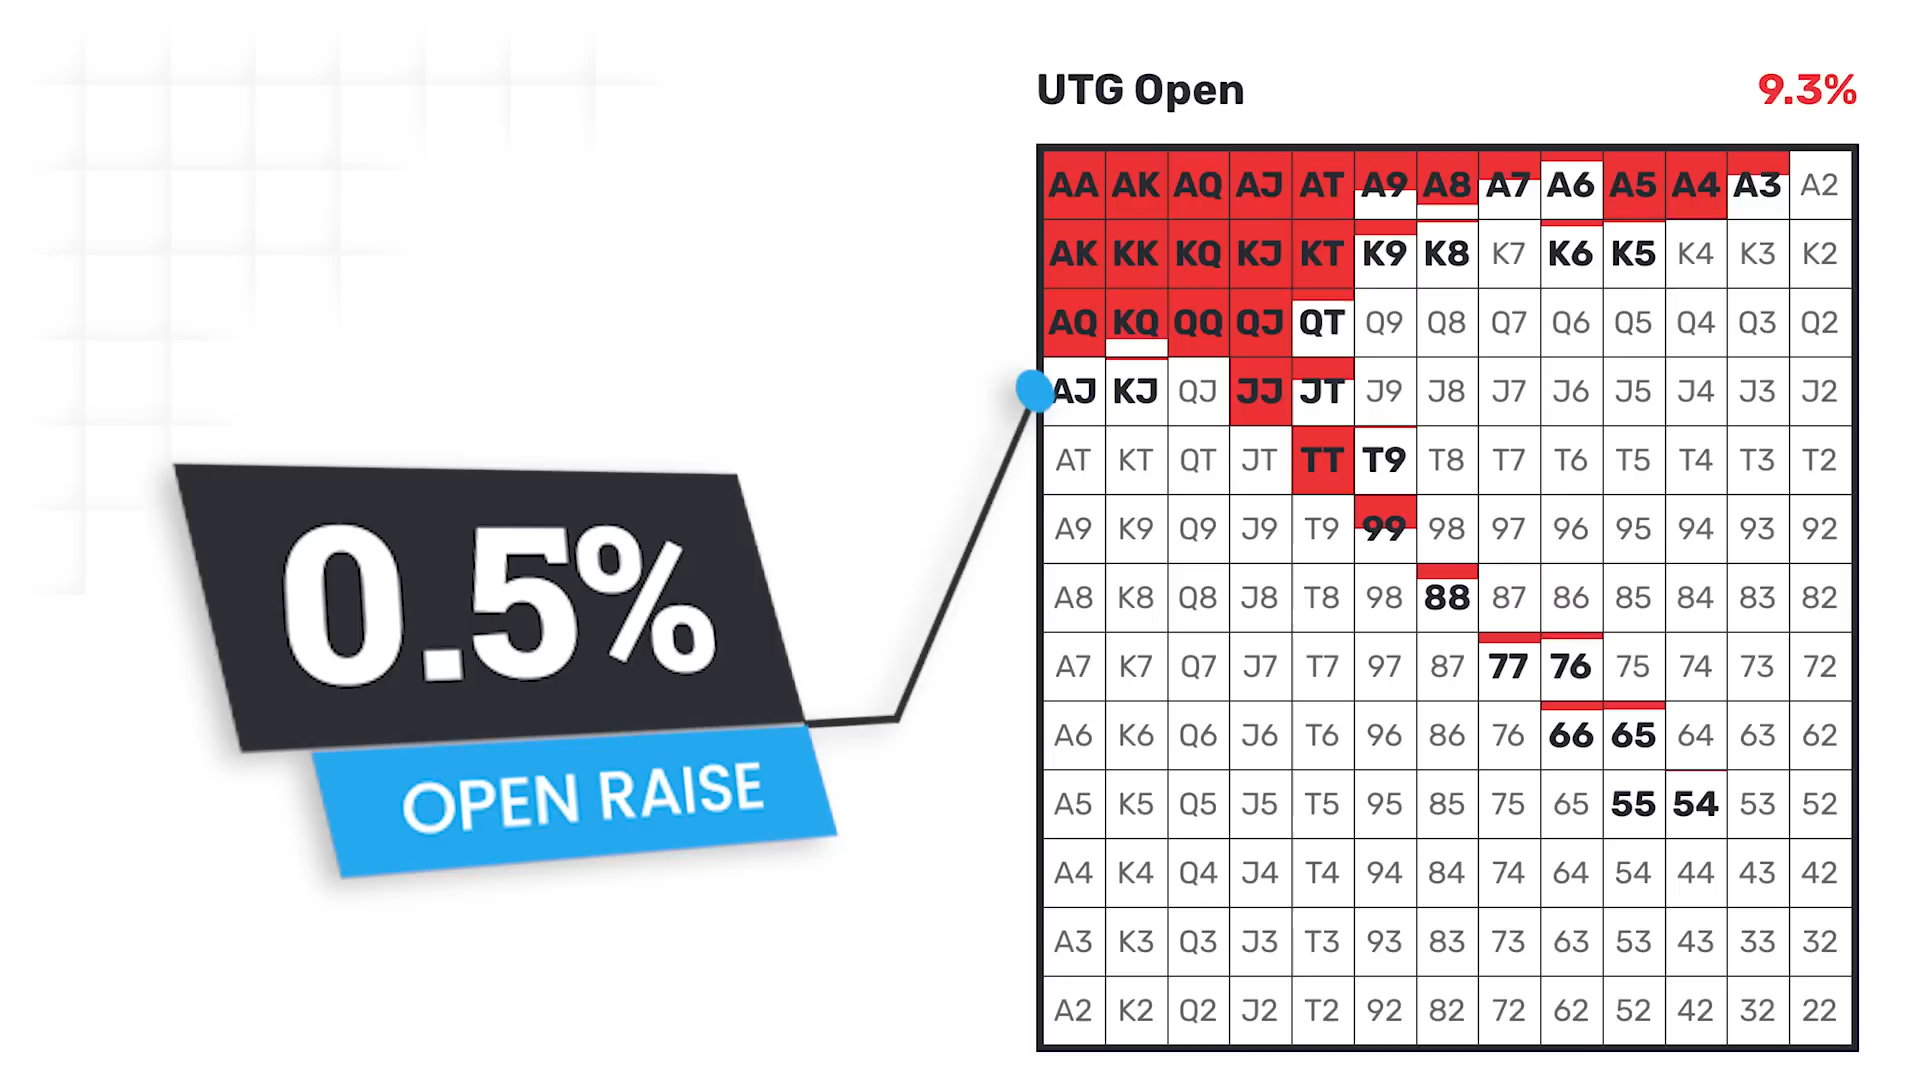 UTG Open 9.3%
AA AK AQ AJ AT A9 A8 A7 A6 A5 A4 A3 A2
AK KK KQ KJ KT K9 K8 K7 K6 K5 K4 K3 K2
AQ KQ QQ QJ QT Q9 Q8 Q7 Q6 Q5 Q4 Q3 Q2
AJ KJ QJ JJ JT J9 J8 J7 J6 J5 J4 J3 J2
AT KT QT JT TT T9 T8 T7 T6 T5 T4 T3 T2
A9 K9 Q9 J9 T9 99 98 97 96 95 94 93 92
A8 K8 Q8 J8 T8 98 88 87 86 85 84 83 82
A7 K7 Q7 J7 T7 97 87 77 76 75 74 73 72
A6 K6 Q6 J6 T6 96 86 76 66 65 64 63 62
A5 K5 Q5 J5 T5 95 85 75 65 55 54 53 52
A4 K4 Q4 J4 T4 94 84 74 64 54 44 43 42
A3 K3 Q3 J3 T3 93 83 73 63 53 43 33 32
A2 K2 Q2 J2 T2 92 82 72 62 52 42 32 22
0.5%
OPEN RAISE